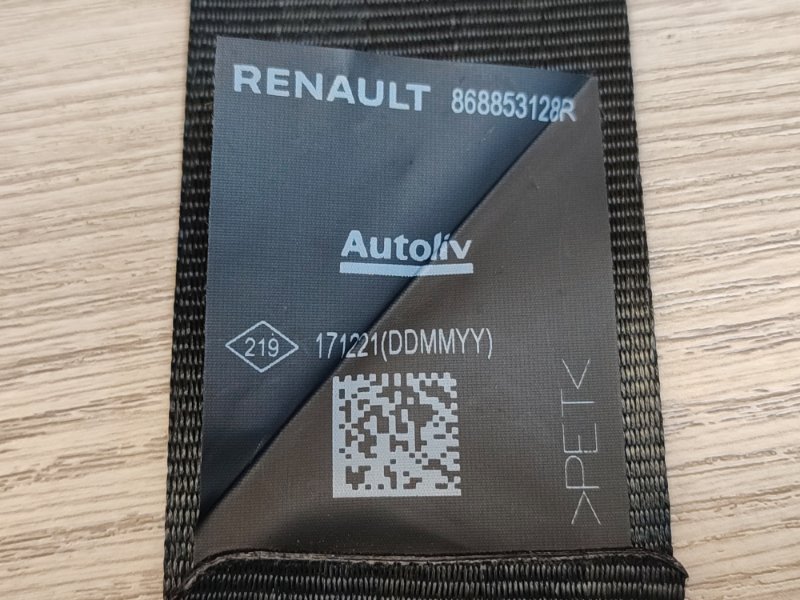 RENAULT 868853128R
Autoliv
219 171221(DDMMYY)
>PET<